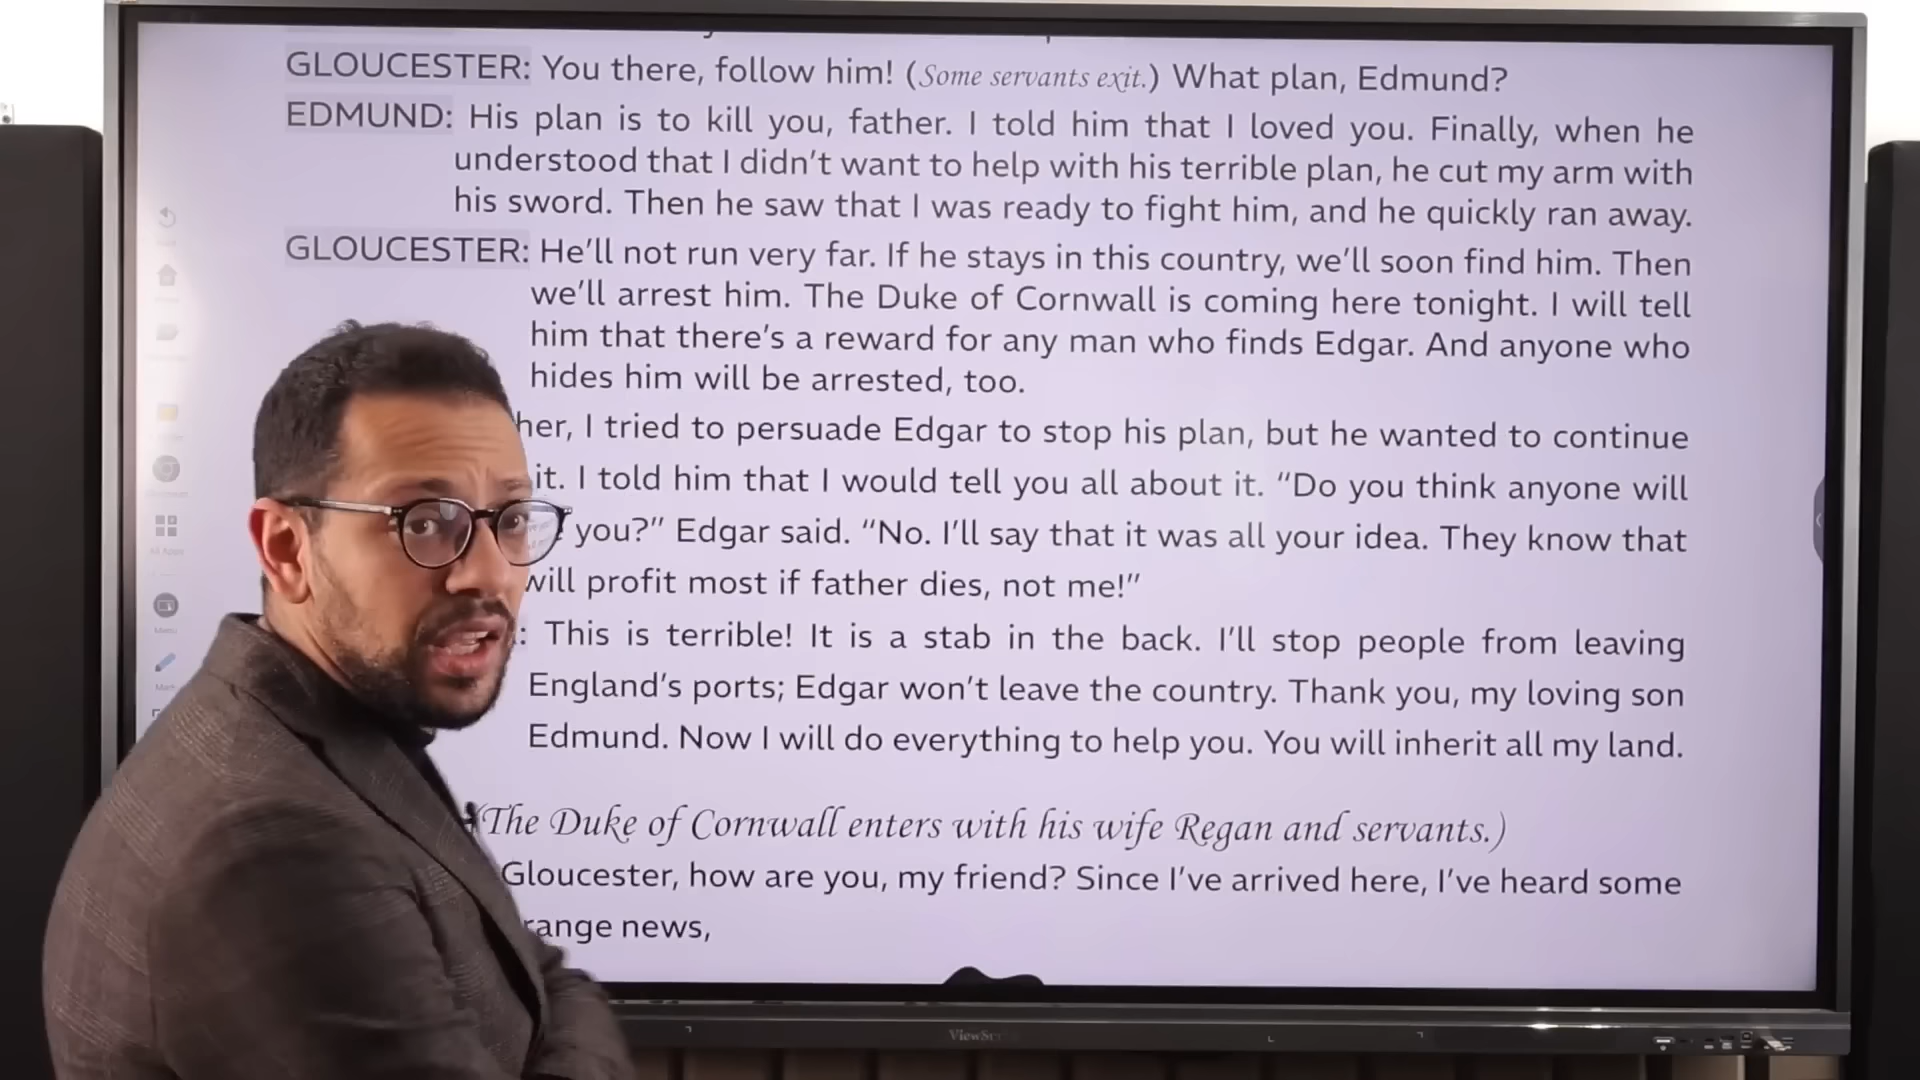 GLOUCESTER: You there, follow him! (Some servants exit.) What plan, Edmund?
EDMUND: His plan is to kill you, father. I told him that I loved you. Finally, when he
understood that I didn't want to help with his terrible plan, he cut my arm with
his sword. Then he saw that I was ready to fight him, and he quickly ran away.
GLOUCESTER: He'll not run very far. If he stays in this country, we'll soon find him. Then
we'll arrest him. The Duke of Cornwall is coming here tonight. I will tell
him that there's a reward for any man who finds Edgar. And anyone who
hides him will be arrested, too.
her, I tried to persuade Edgar to stop his plan, but he wanted to continue
it. I told him that I would tell you all about it. “Do you think anyone will
you?” Edgar said. “No. I'll say that it was all your idea. They know that
will profit most if father dies, not me!”
: This is terrible! It is a stab in the back. I'll stop people from leaving
England's ports; Edgar won't leave the country. Thank you, my loving son
Edmund. Now I will do everything to help you. You will inherit all my land.
(The Duke of Cornwall enters with his wife Regan and servants.)
Gloucester, how are you, my friend? Since I've arrived here, I've heard some
range news,